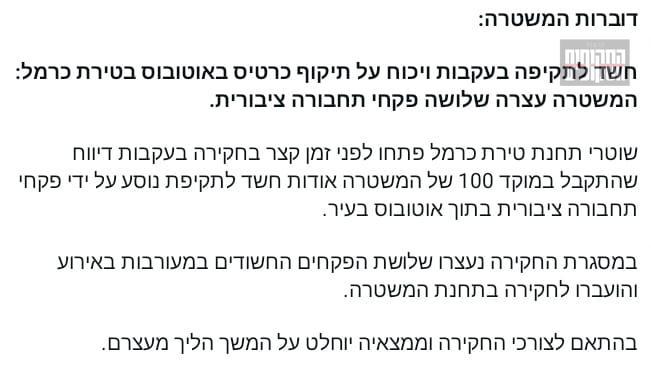 דוברות המשטרה:
חשד לתקיפה בעקבות ויכוח על תיקוף כרטיס באוטובוס בטירת כרמל:
המשטרה עצרה שלושה פקחי תחבורה ציבורית.
שוטרי תחנת טירת כרמל פתחו לפני זמן קצר בחקירה בעקבות דיווח
שהתקבל במוקד 100 של המשטרה אודות חשד לתקיפת נוסע על ידי פקחי
תחבורה ציבורית בתוך אוטובוס בעיר.
במסגרת החקירה נעצרו שלושת הפקחים החשודים במעורבות באירוע
והועברו לחקירה בתחנת המשטרה.
בהתאם לצורכי החקירה וממצאיה יוחלט על המשך הליך מעצרם.